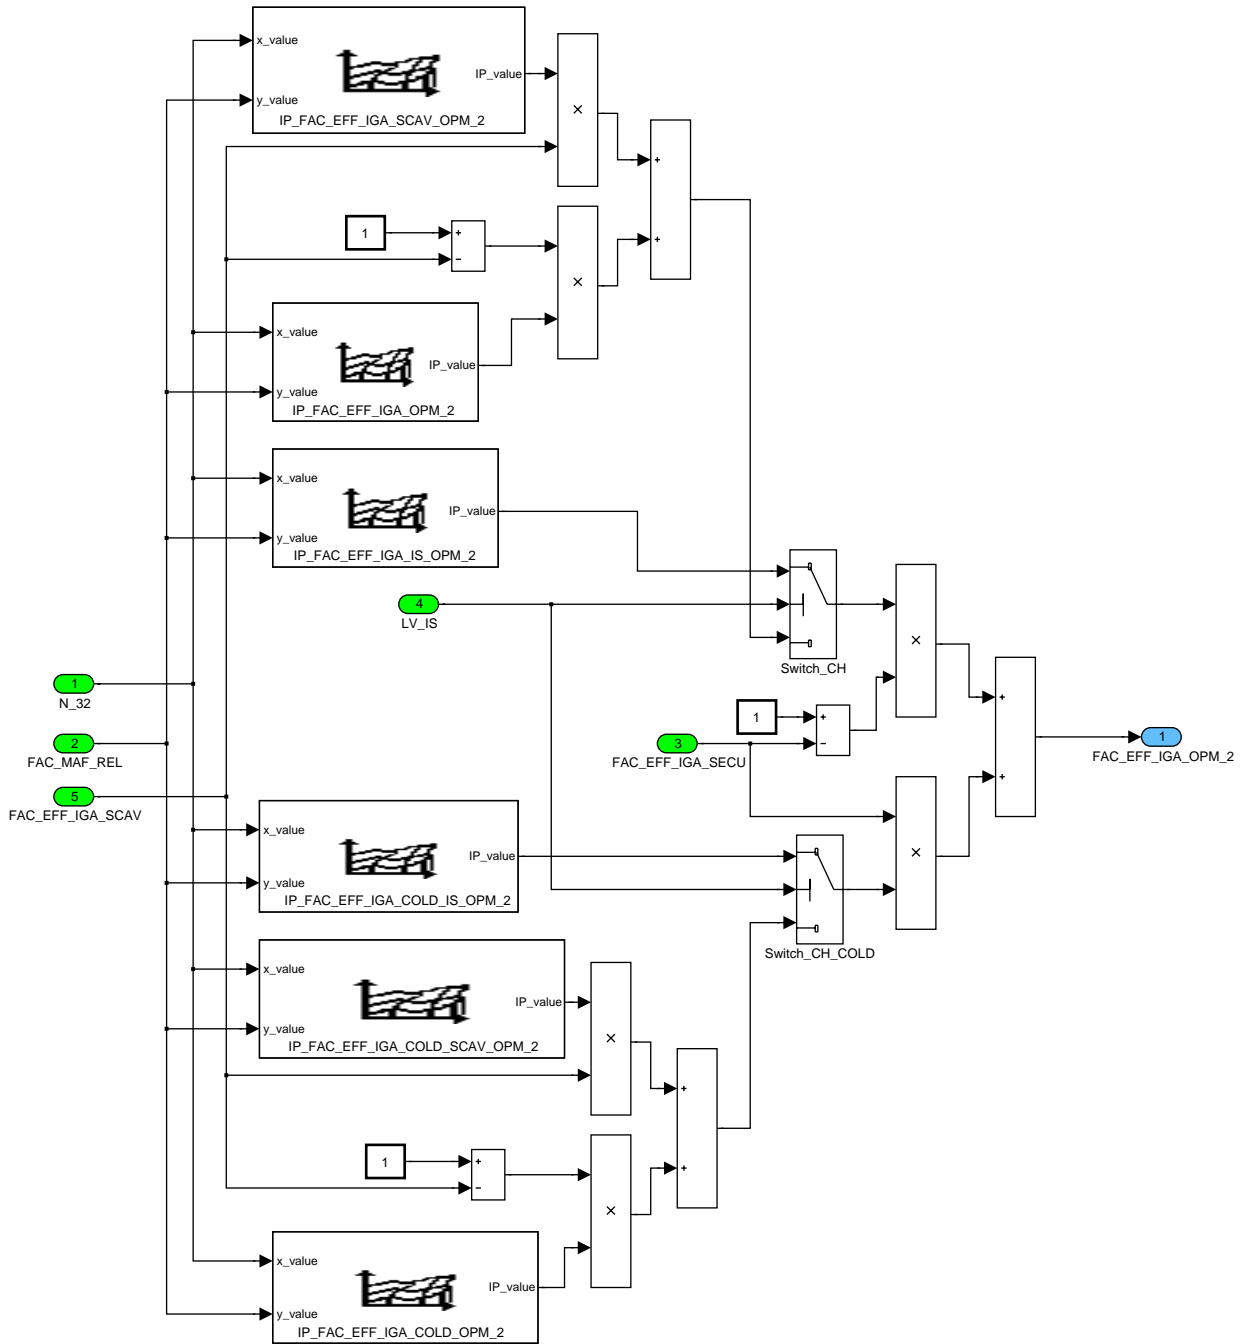 x_value
IP_value
y_value
IP_FAC_EFF_IGA_SCAV_OPM_2
×
+
1
+
−
+
×
x_value
IP_value
y_value
IP_FAC_EFF_IGA_OPM_2
x_value
IP_value
y_value
IP_FAC_EFF_IGA_IS_OPM_2
4
LV_IS
Switch_CH
×
1
N_32
1
+
−
+
2
FAC_MAF_REL
3
FAC_EFF_IGA_SECU
1
FAC_EFF_IGA_OPM_2
+
5
FAC_EFF_IGA_SCAV
x_value
IP_value
y_value
IP_FAC_EFF_IGA_COLD_IS_OPM_2
×
Switch_CH_COLD
x_value
IP_value
y_value
IP_FAC_EFF_IGA_COLD_SCAV_OPM_2
×
+
1
+
−
+
×
x_value
IP_value
y_value
IP_FAC_EFF_IGA_COLD_OPM_2